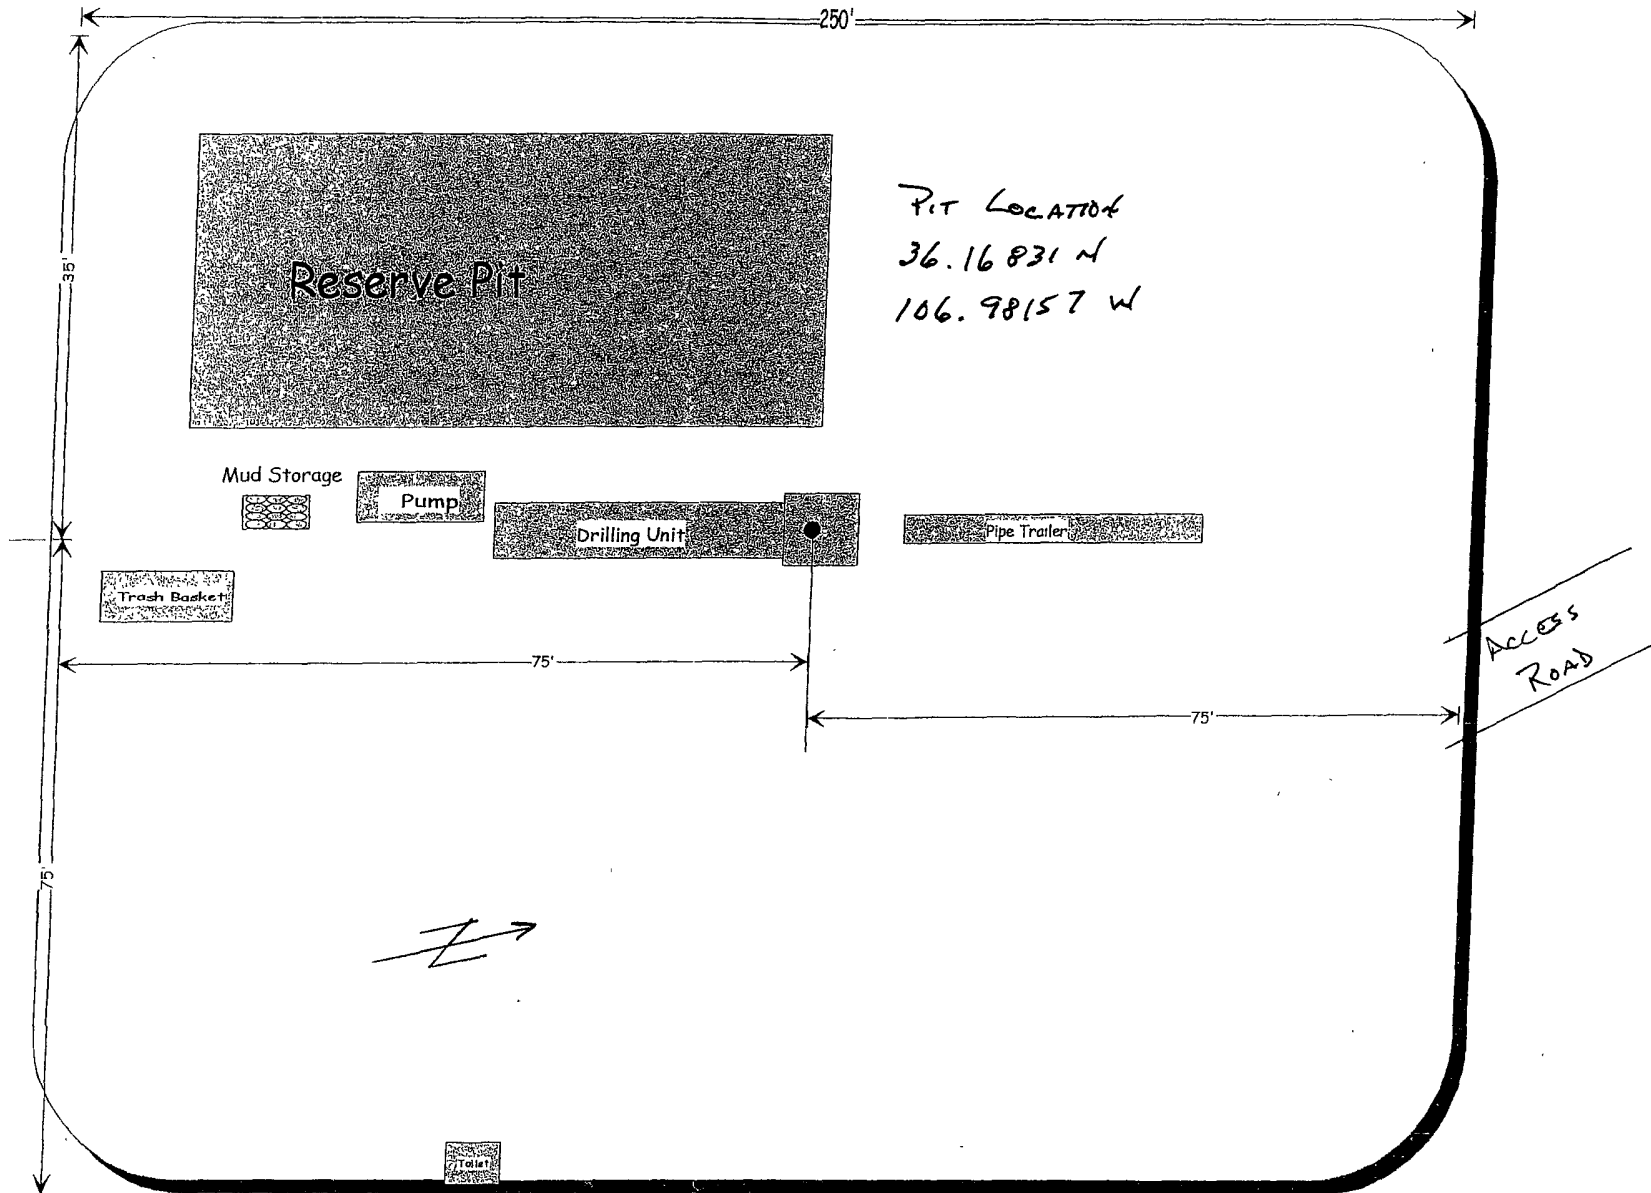 250'
35'
Reserve Pit
PIT LOCATION
36.16831 N
106.98157 W
Mud Storage
Pump
Drilling Unit
Pipe Trailer
Trash Basket
ACCESS
ROAD
75'
75'
75'
N
Toilet